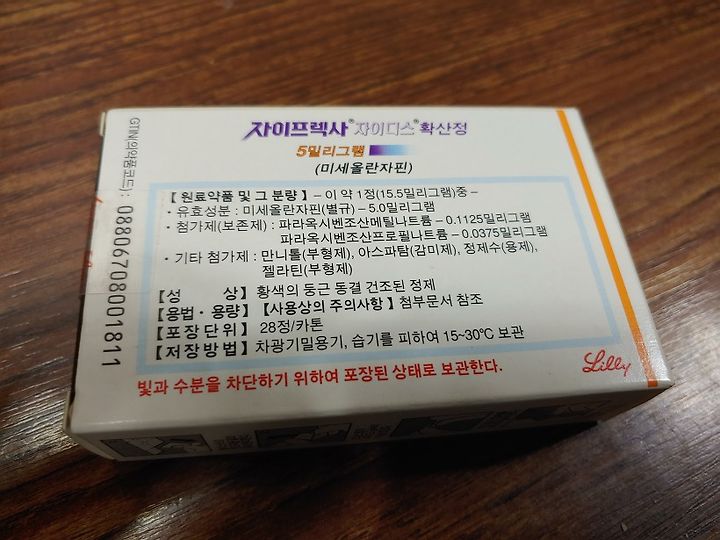 자이프렉사® 자이디스® 확산정
5밀리그램
(미세올란자핀)
【 원료약품 및 그 분량 】 – 이 약 1정(15.5밀리그램)중 –
• 유효성분 : 미세올란자핀(별규) – 5.0밀리그램
• 첨가제(보존제) : 파라옥시벤조산메틸나트륨 – 0.1125밀리그램
파라옥시벤조산프로필나트륨 – 0.0375밀리그램
• 기타 첨가제 : 만니톨(부형제), 아스파탐(감미제), 정제수(용제),
젤라틴(부형제)
【성 상】 황색의 둥근 동결 건조된 정제
【용법 · 용량】 【사용상의 주의사항】 첨부문서 참조
【포장단위】 28정/카톤
【저장방법】 차광기밀용기, 습기를 피하여 15~30℃ 보관
빛과 수분을 차단하기 위하여 포장된 상태로 보관한다.
Lilly
GTIN(의약품코드) : 08806708001811